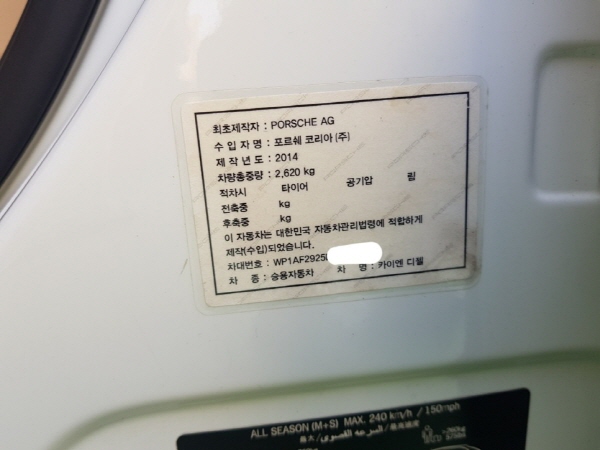 최초제작자 : PORSCHE AG
수 입 자 명 : 포르쉐 코리아 (주)
제 작 년 도 : 2014
차량총중량 : 2,620 kg
적차시 타이어 공기압 림
전축중 kg
후축중 kg
이 자동차는 대한민국 자동차관리법령에 적합하게
제작(수입)되었습니다.
차대번호 : WP1AF2925
차 종 : 승용자동차 차 명 : 카이엔 디젤
ALL SEASON (M+S) MAX. 240 km/h / 150mph